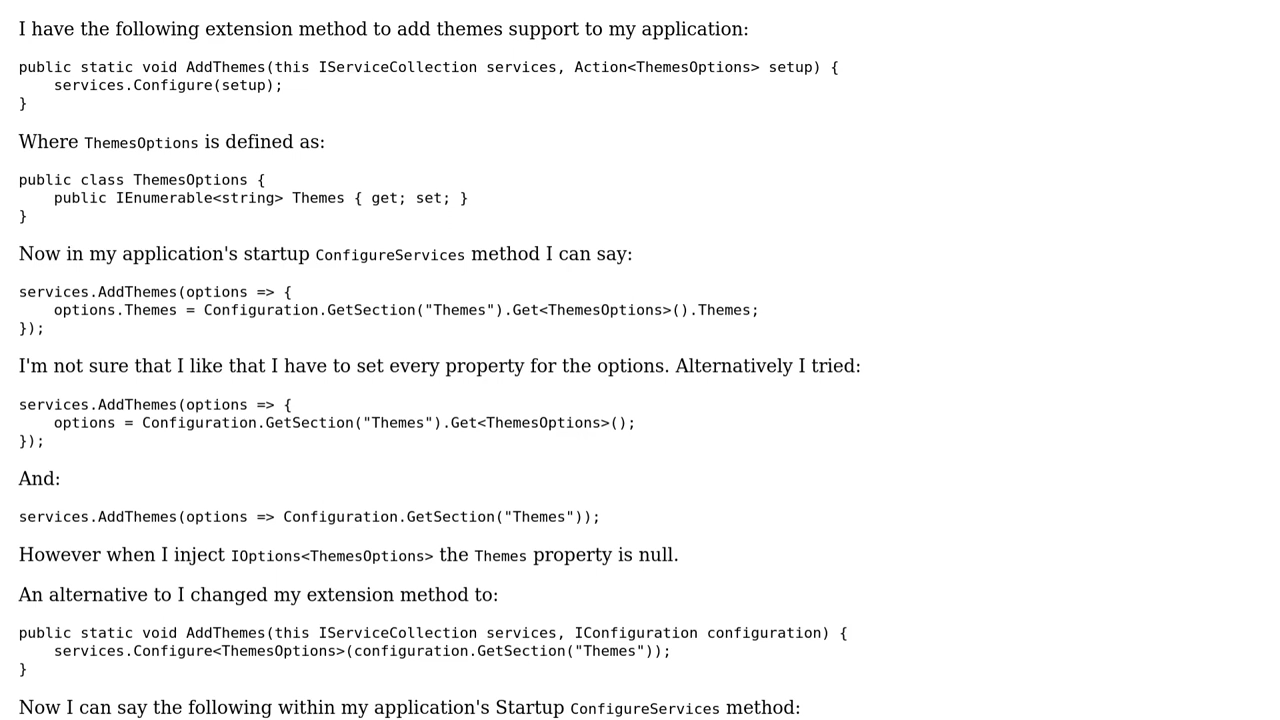 I have the following extension method to add themes support to my application:
public static void AddThemes(this IServiceCollection services, Action<ThemesOptions> setup) {
    services.Configure(setup);
}
Where ThemesOptions is defined as:
public class ThemesOptions {
    public IEnumerable<string> Themes { get; set; }
}
Now in my application's startup ConfigureServices method I can say:
services.AddThemes(options => {
    options.Themes = Configuration.GetSection("Themes").Get<ThemesOptions>().Themes;
});
I'm not sure that I like that I have to set every property for the options. Alternatively I tried:
services.AddThemes(options => {
    options = Configuration.GetSection("Themes").Get<ThemesOptions>();
});
And:
services.AddThemes(options => Configuration.GetSection("Themes"));
However when I inject IOptions<ThemesOptions> the Themes property is null.
An alternative to I changed my extension method to:
public static void AddThemes(this IServiceCollection services, IConfiguration configuration) {
    services.Configure<ThemesOptions>(configuration.GetSection("Themes"));
}
Now I can say the following within my application's Startup ConfigureServices method: